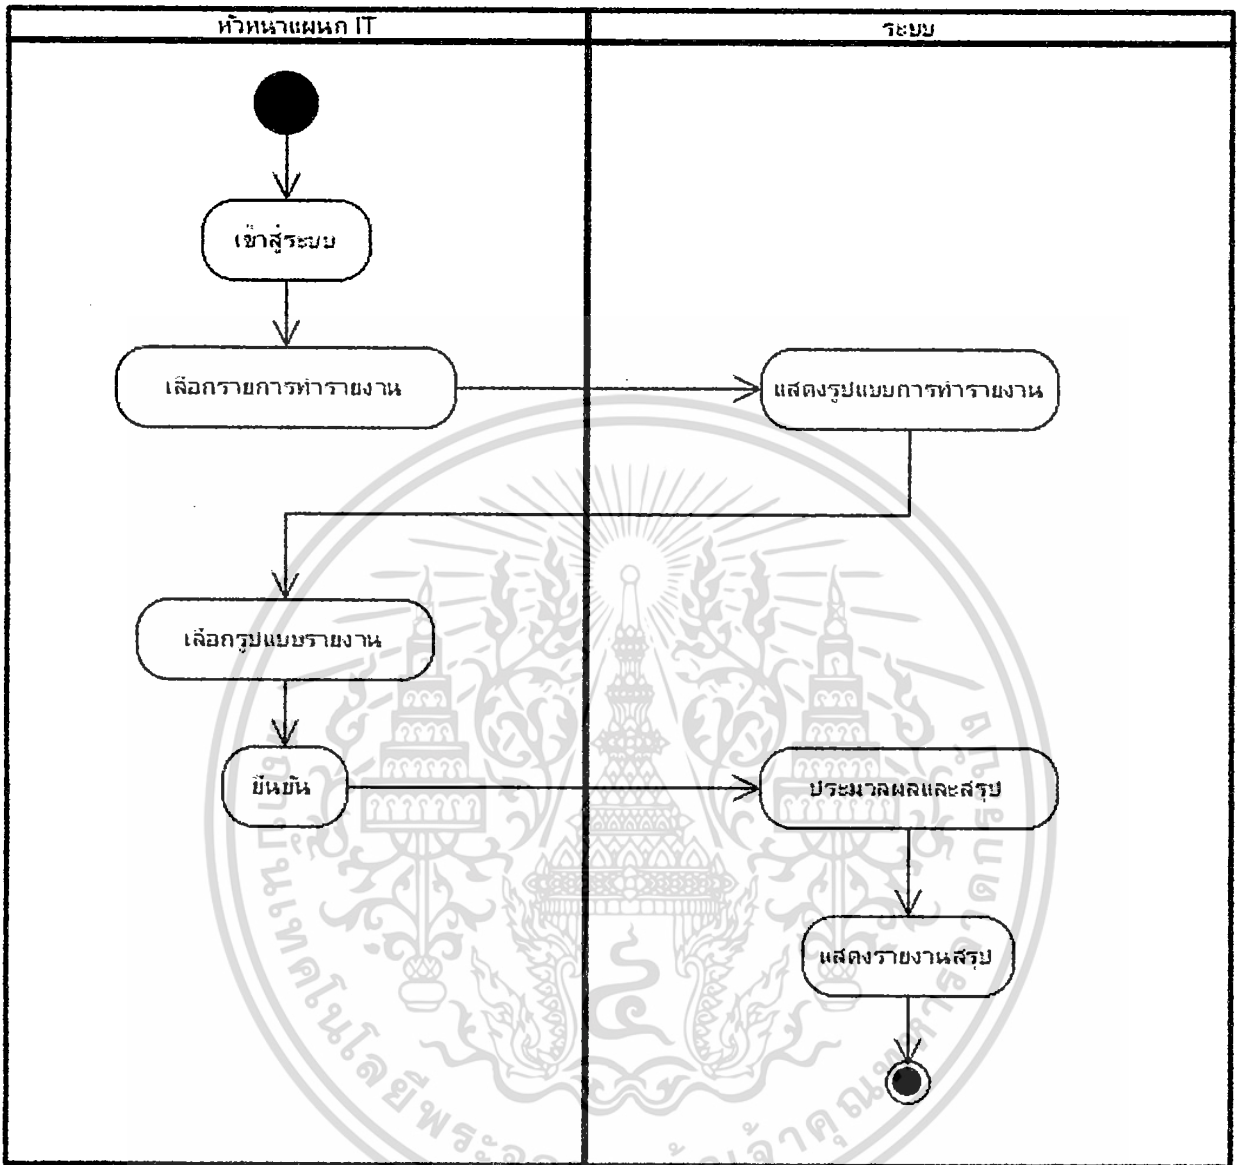 หัวหน้าแผนก IT
ระบบ
เข้าสู่ระบบ
เลือกรายการทำรายงาน
แสดงรูปแบบการทำรายงาน
เลือกรูปแบบรายงาน
ยืนยัน
ประมวลผลและสรุป
แสดงรายงานสรุป